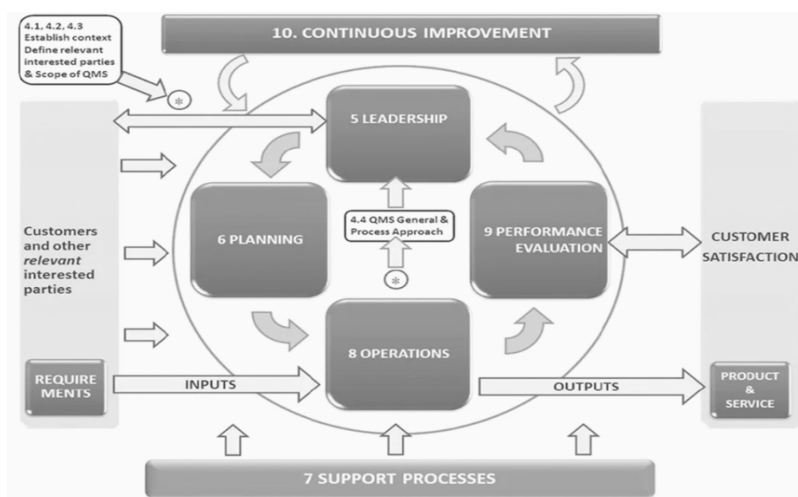 4.1, 4.2, 4.3
Establish context
Define relevant
interested parties
& Scope of QMS
10. CONTINUOUS IMPROVEMENT
5 LEADERSHIP
Customers
and other
relevant
interested
parties
6 PLANNING
4.4 QMS General &
Process Approach
9 PERFORMANCE
EVALUATION
CUSTOMER
SATISFACTION
8 OPERATIONS
REQUIRE
MENTS
INPUTS
OUTPUTS
PRODUCT
&
SERVICE
7 SUPPORT PROCESSES